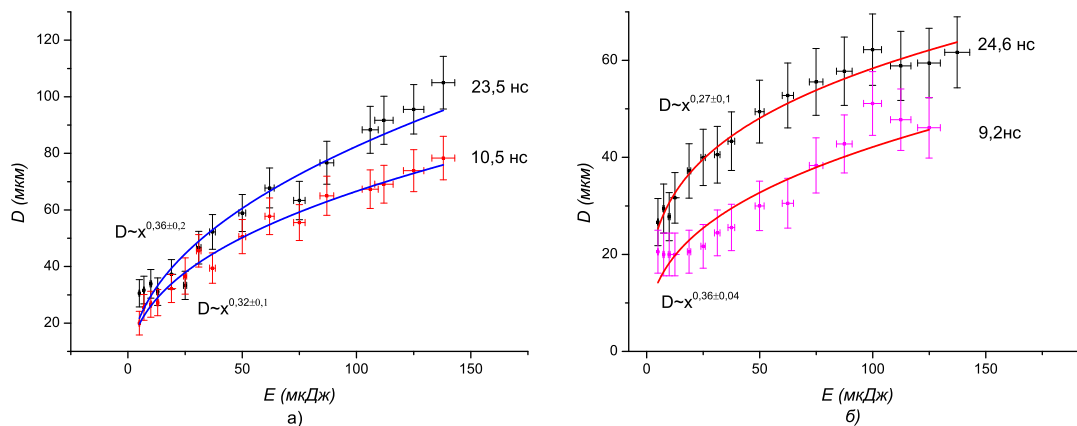 120
100
80
60
40
20
D (мкм)
23,5 нс
10,5 нс
D~x^0,36±0,2
D~x^0,32±0,1
0
50
100
150
E (мкДж)
а)
60
40
20
0
D (мкм)
24,6 нс
D~x^0,27±0,1
9,2нс
D~x^0,36±0,04
0
50
100
150
E (мкДж)
б)